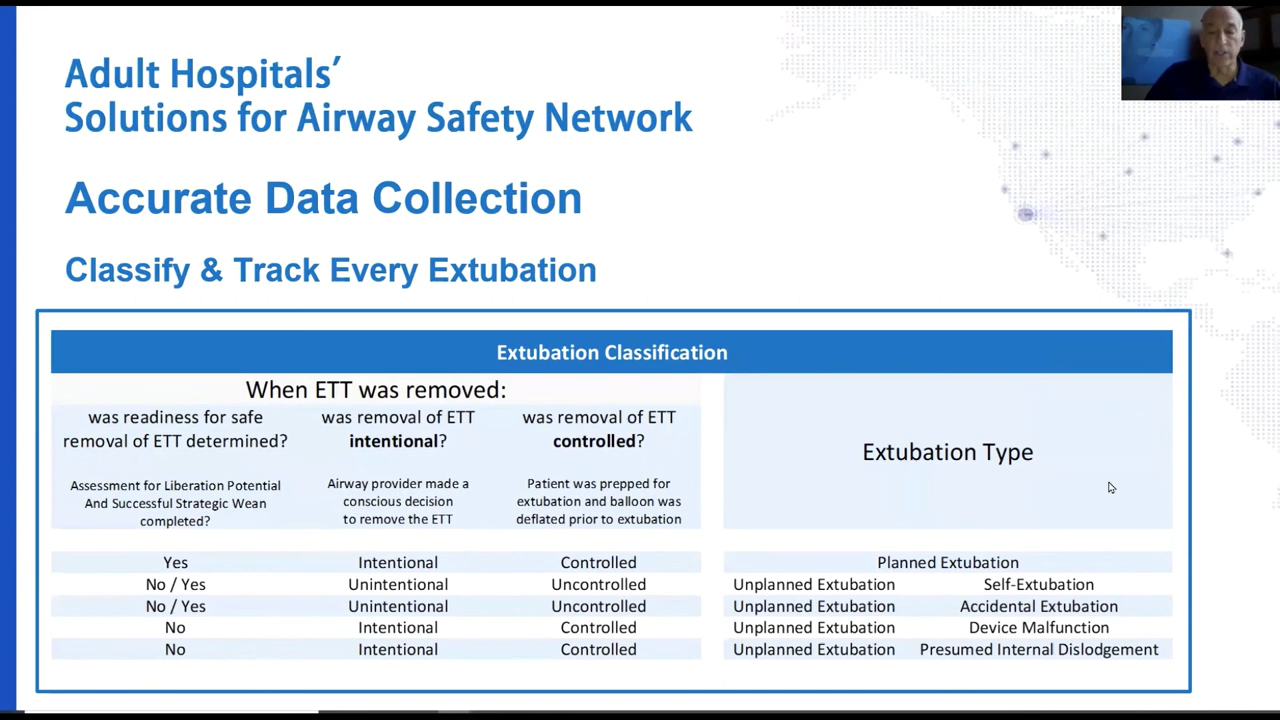 Adult Hospitals’
Solutions for Airway Safety Network
Accurate Data Collection
Classify & Track Every Extubation
Extubation Classification
When ETT was removed:
was readiness for safe
removal of ETT determined?
Assessment for Liberation Potential
And Successful Strategic Wean
completed?
was removal of ETT
intentional?
Airway provider made a
conscious decision
to remove the ETT
was removal of ETT
controlled?
Patient was prepped for
extubation and balloon was
deflated prior to extubation
Extubation Type
Yes Intentional Controlled Planned Extubation
No / Yes Unintentional Uncontrolled Unplanned Extubation Self-Extubation
No / Yes Unintentional Uncontrolled Unplanned Extubation Accidental Extubation
No Intentional Controlled Unplanned Extubation Device Malfunction
No Intentional Controlled Unplanned Extubation Presumed Internal Dislodgement